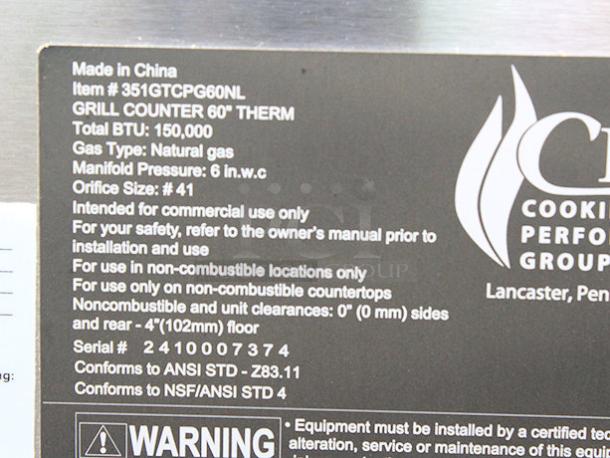 Made in China
Item # 351GTCPG60NL
GRILL COUNTER 60" THERM
Total BTU: 150,000
Gas Type: Natural gas
Manifold Pressure: 6 in.w.c
Orifice Size: # 41
Intended for commercial use only
For your safety, refer to the owner's manual prior to
installation and use
For use in non-combustible locations only
For use only on non-combustible countertops
Noncombustible and unit clearances: 0" (0 mm) sides
and rear - 4"(102mm) floor
Serial # 2410007374
Conforms to ANSI STD - Z83.11
Conforms to NSF/ANSI STD 4
COOKI
PERFO
GROUP
Lancaster, Pen
WARNING
• Equipment must be installed by a certified tec
alteration, service or maintenance of this equip
GROUP
ng: